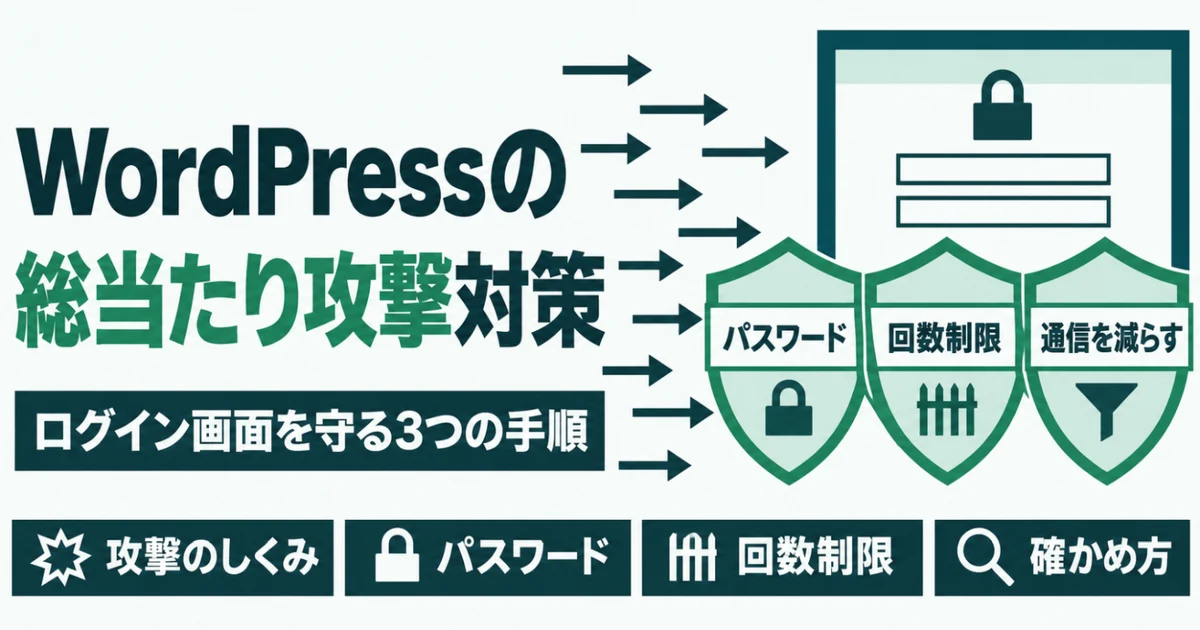 WordPressの
総当たり攻撃対策
ログイン画面を守る3つの手順
パスワード
回数制限
通信を減らす
攻撃のしくみ
パスワード
回数制限
確かめ方